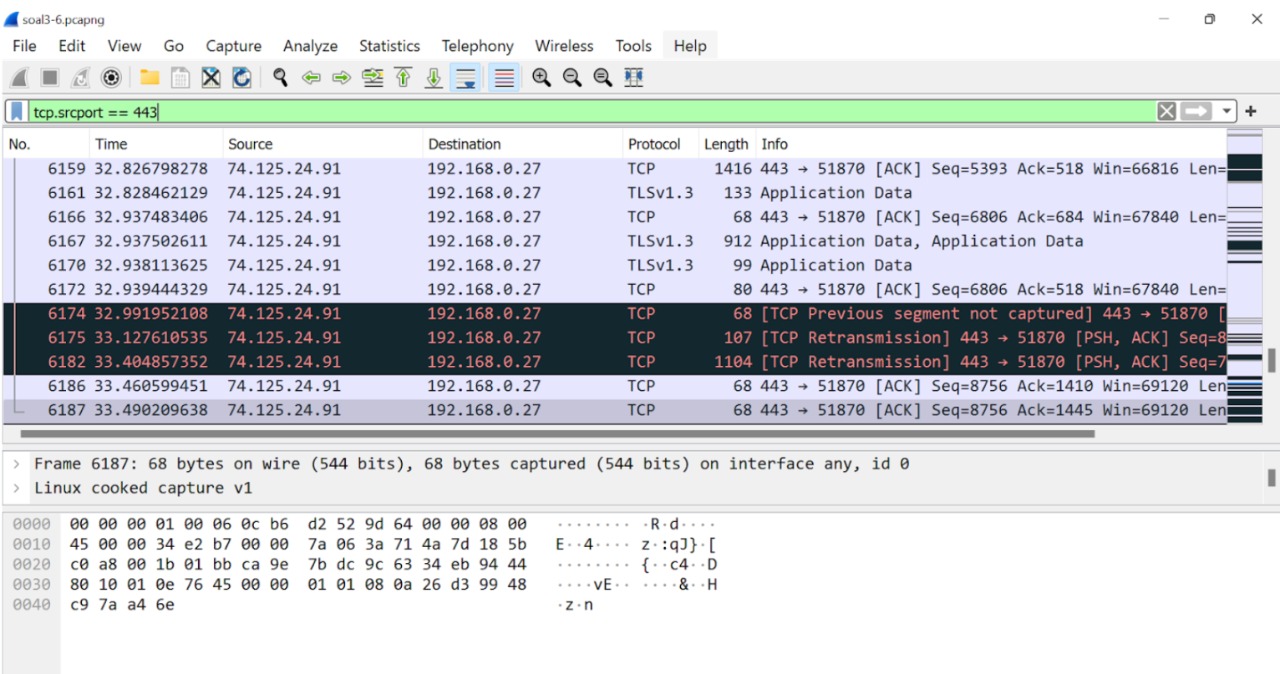 soal3-6.pcapng
File Edit View Go Capture Analyze Statistics Telephony Wireless Tools Help
tcp.srcport == 443
No. Time Source Destination Protocol Length Info
6159 32.826798278 74.125.24.91 192.168.0.27 TCP 1416 443 → 51870 [ACK] Seq=5393 Ack=518 Win=66816 Len=
6161 32.828462129 74.125.24.91 192.168.0.27 TLSv1.3 133 Application Data
6166 32.937483406 74.125.24.91 192.168.0.27 TCP 68 443 → 51870 [ACK] Seq=6806 Ack=684 Win=67840 Len=
6167 32.937502611 74.125.24.91 192.168.0.27 TLSv1.3 912 Application Data, Application Data
6170 32.938113625 74.125.24.91 192.168.0.27 TLSv1.3 99 Application Data
6172 32.939444329 74.125.24.91 192.168.0.27 TCP 80 443 → 51870 [ACK] Seq=6806 Ack=518 Win=67840 Len=
6174 32.991952108 74.125.24.91 192.168.0.27 TCP 68 [TCP Previous segment not captured] 443 → 51870 [
6175 33.127610535 74.125.24.91 192.168.0.27 TCP 107 [TCP Retransmission] 443 → 51870 [PSH, ACK] Seq=8
6182 33.404857352 74.125.24.91 192.168.0.27 TCP 1104 [TCP Retransmission] 443 → 51870 [PSH, ACK] Seq=7
6186 33.460599451 74.125.24.91 192.168.0.27 TCP 68 443 → 51870 [ACK] Seq=8756 Ack=1410 Win=69120 Len
6187 33.490209638 74.125.24.91 192.168.0.27 TCP 68 443 → 51870 [ACK] Seq=8756 Ack=1445 Win=69120 Len
Frame 6187: 68 bytes on wire (544 bits), 68 bytes captured (544 bits) on interface any, id 0
Linux cooked capture v1
0000 00 00 00 01 00 06 0c b6 d2 52 9d 64 00 00 08 00 ········ ·R·d····
0010 45 00 00 34 e2 b7 00 00 7a 06 3a 71 4a 7d 18 5b E··4···· z·:qJ}·[
0020 c0 a8 00 1b 01 bb ca 9e 7b dc 9c 63 34 eb 94 44 ········ {··c4··D
0030 80 10 01 0e 76 45 00 00 01 01 08 0a 26 d3 99 48 ····vE·· ····&··H
0040 c9 7a a4 6e ·z·n